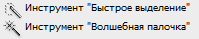 Инструмент "Быстрое выделение"
Инструмент "Волшебная палочка"